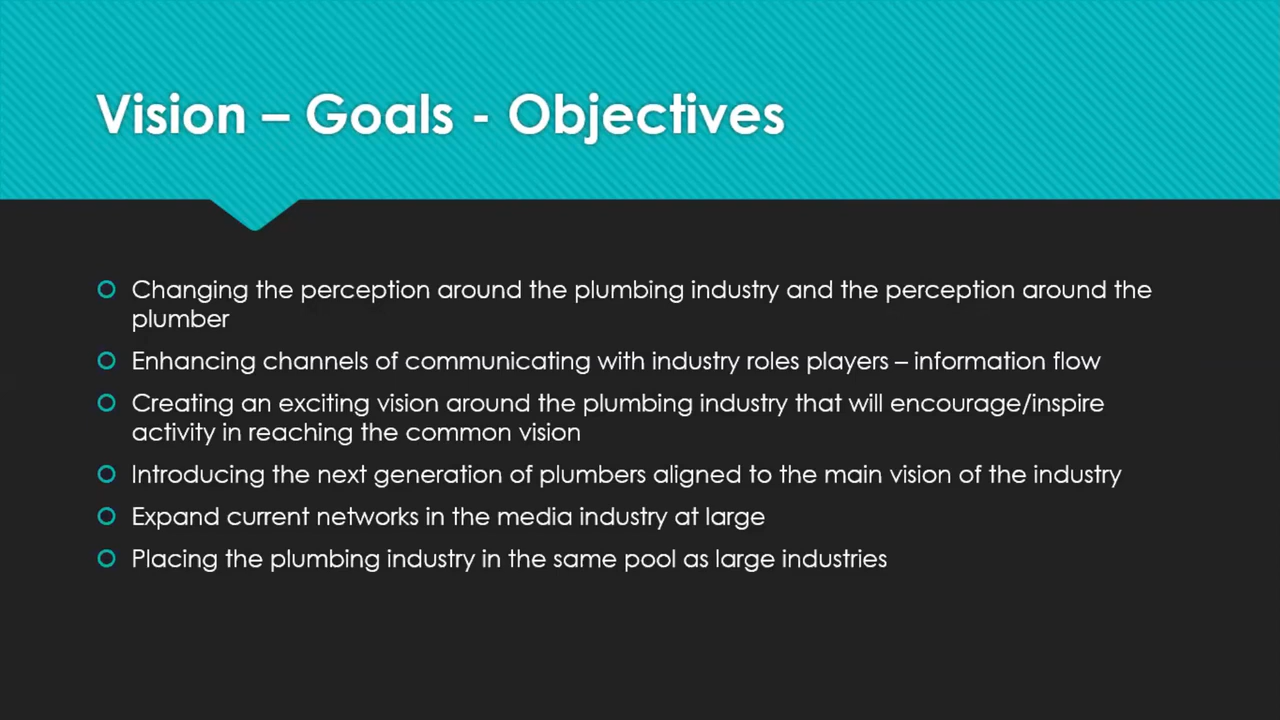 Vision – Goals - Objectives
Changing the perception around the plumbing industry and the perception around the
plumber
Enhancing channels of communicating with industry roles players – information flow
Creating an exciting vision around the plumbing industry that will encourage/inspire
activity in reaching the common vision
Introducing the next generation of plumbers aligned to the main vision of the industry
Expand current networks in the media industry at large
Placing the plumbing industry in the same pool as large industries